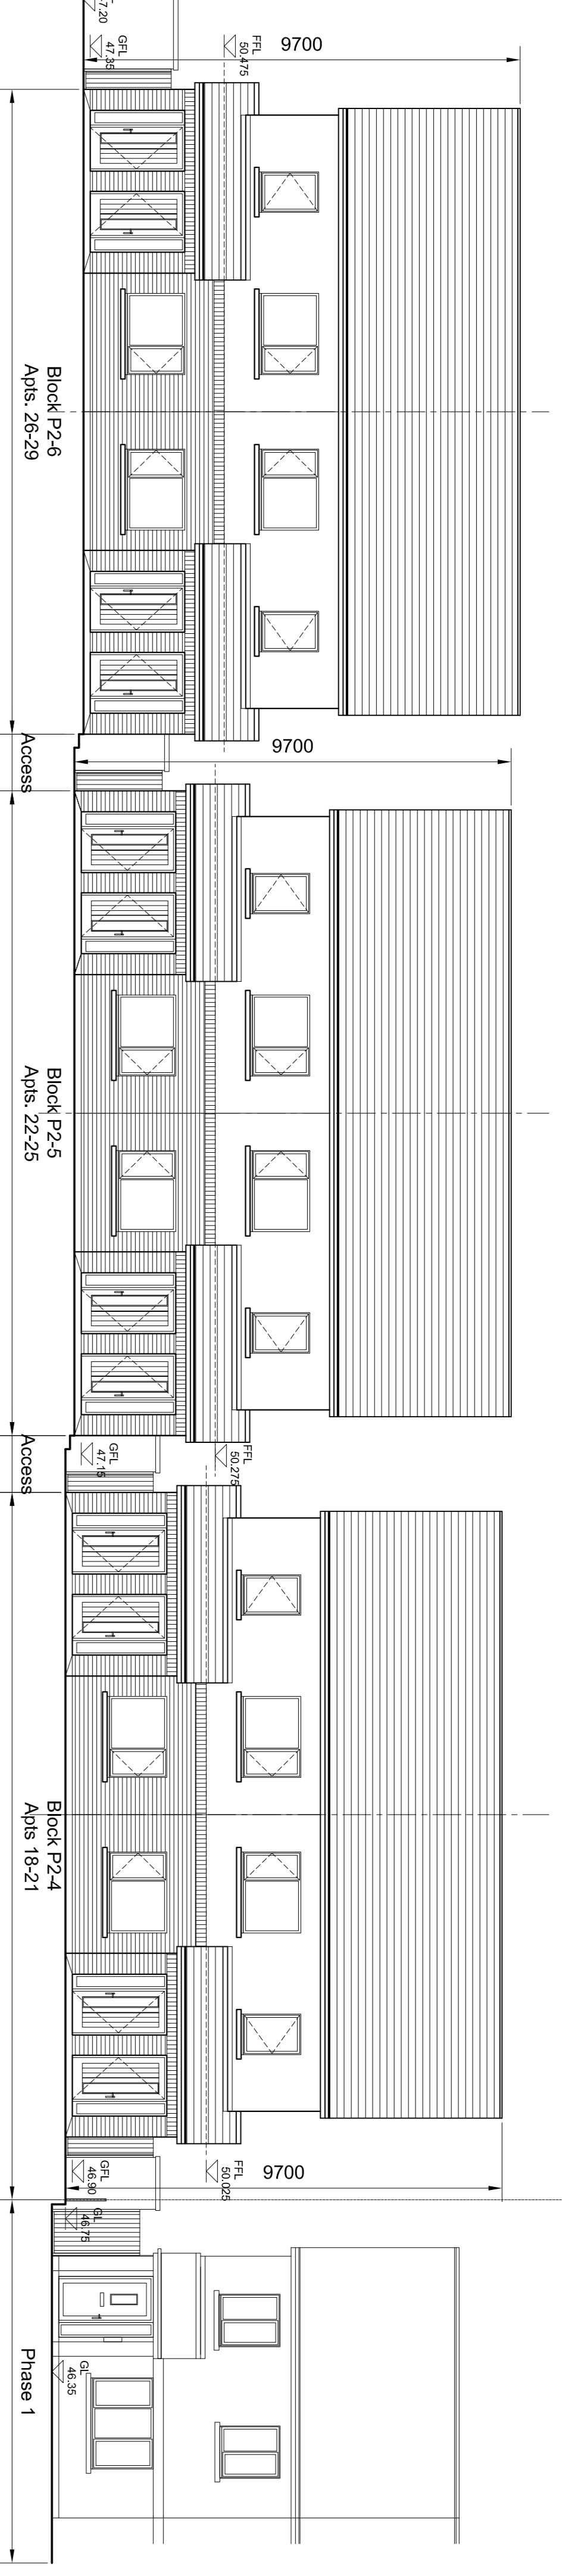 7.20
GFL
47.35
FFL
50.475
9700
Block P2-6
Apts. 26-29
Access
9700
Block P2-5
Apts. 22-25
Access
GFL
47.15
FFL
50.275
Block P2-4
Apts 18-21
GFL
46.90
FFL
50.025
9700
GL
46.75
GL
46.35
Phase 1